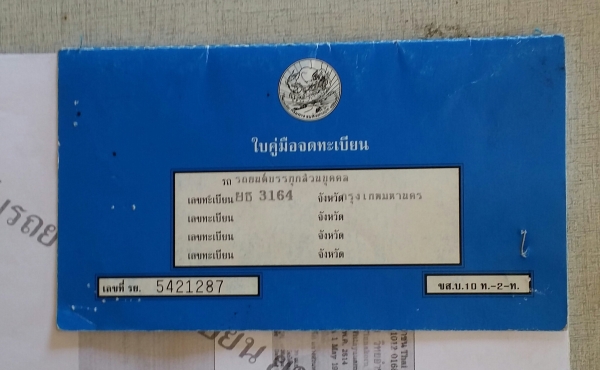 ใบคู่มือจดทะเบียน
รถ รถยนต์บรรทุกส่วนบุคคล
เลขทะเบียน ยธ 3164 จังหวัด กรุงเทพมหานคร
เลขทะเบียน จังหวัด
เลขทะเบียน จังหวัด
เลขทะเบียน จังหวัด
เลขที่ รย. 5421287
ขส.บ.10 ท.-2-ท.